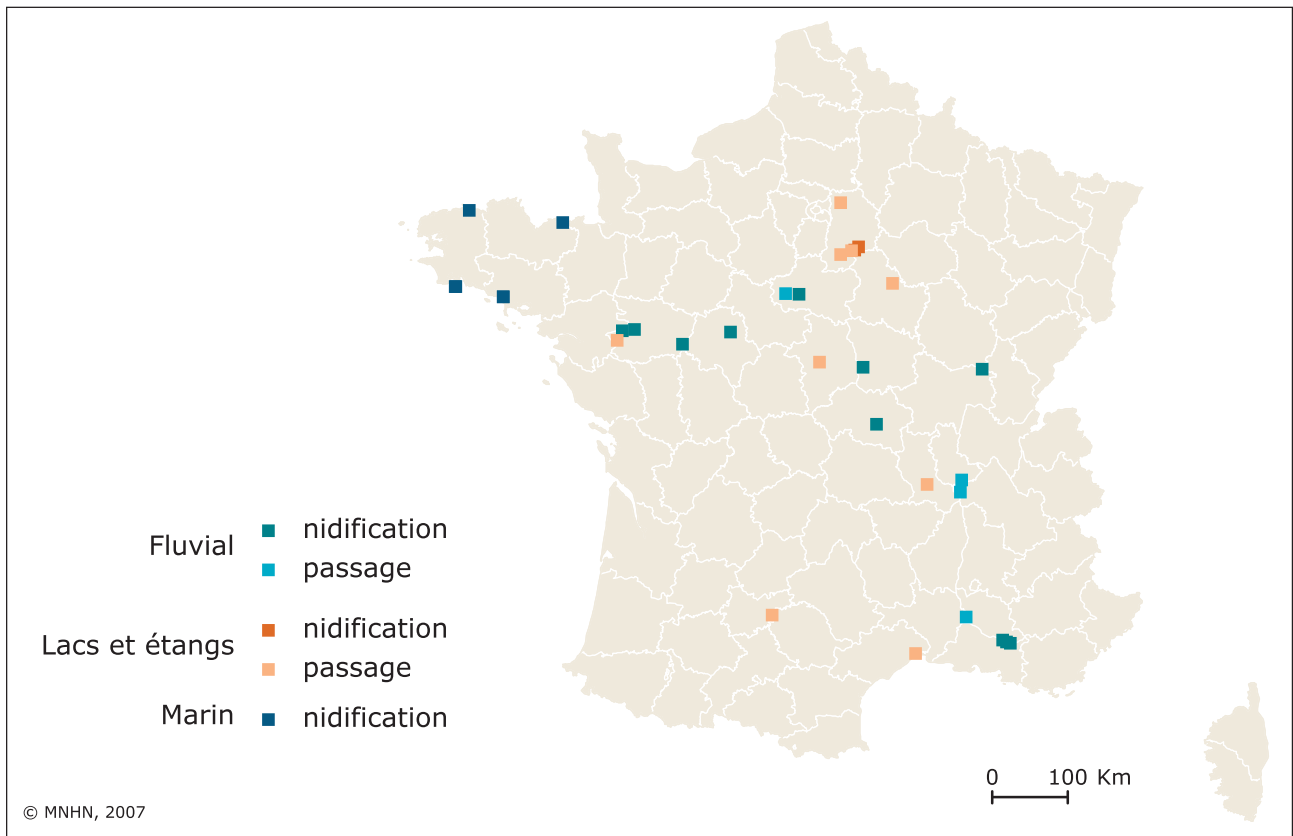 Fluvial
nidification
passage
Lacs et étangs
nidification
passage
Marin
nidification
0 100 Km
© MNHN, 2007